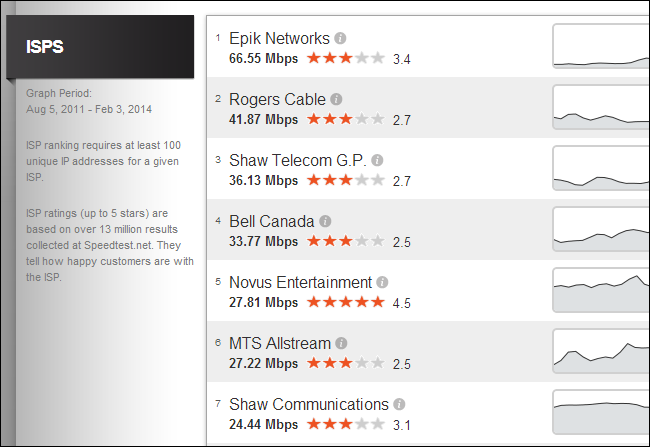 ISPS
Graph Period:
Aug 5, 2011 - Feb 3, 2014
ISP ranking requires at least 100
unique IP addresses for a given
ISP.
ISP ratings (up to 5 stars) are
based on over 13 million results
collected at Speedtest.net. They
tell how happy customers are with
the ISP.
1 Epik Networks i
66.55 Mbps 3.4
2 Rogers Cable i
41.87 Mbps 2.7
3 Shaw Telecom G.P. i
36.13 Mbps 2.7
4 Bell Canada i
33.77 Mbps 2.5
5 Novus Entertainment i
27.81 Mbps 4.5
6 MTS Allstream i
27.22 Mbps 2.5
7 Shaw Communications i
24.44 Mbps 3.1